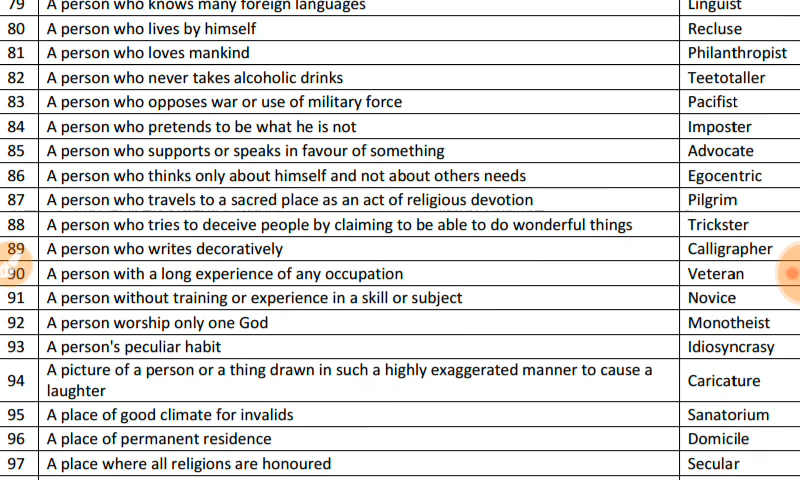 79 A person who knows many foreign languages Linguist
80 A person who lives by himself Recluse
81 A person who loves mankind Philanthropist
82 A person who never takes alcoholic drinks Teetotaller
83 A person who opposes war or use of military force Pacifist
84 A person who pretends to be what he is not Imposter
85 A person who supports or speaks in favour of something Advocate
86 A person who thinks only about himself and not about others needs Egocentric
87 A person who travels to a sacred place as an act of religious devotion Pilgrim
88 A person who tries to deceive people by claiming to be able to do wonderful things Trickster
89 A person who writes decoratively Calligrapher
90 A person with a long experience of any occupation Veteran
91 A person without training or experience in a skill or subject Novice
92 A person worship only one God Monotheist
93 A person's peculiar habit Idiosyncrasy
94 A picture of a person or a thing drawn in such a highly exaggerated manner to cause a
laughter Caricature
95 A place of good climate for invalids Sanatorium
96 A place of permanent residence Domicile
97 A place where all religions are honoured Secular